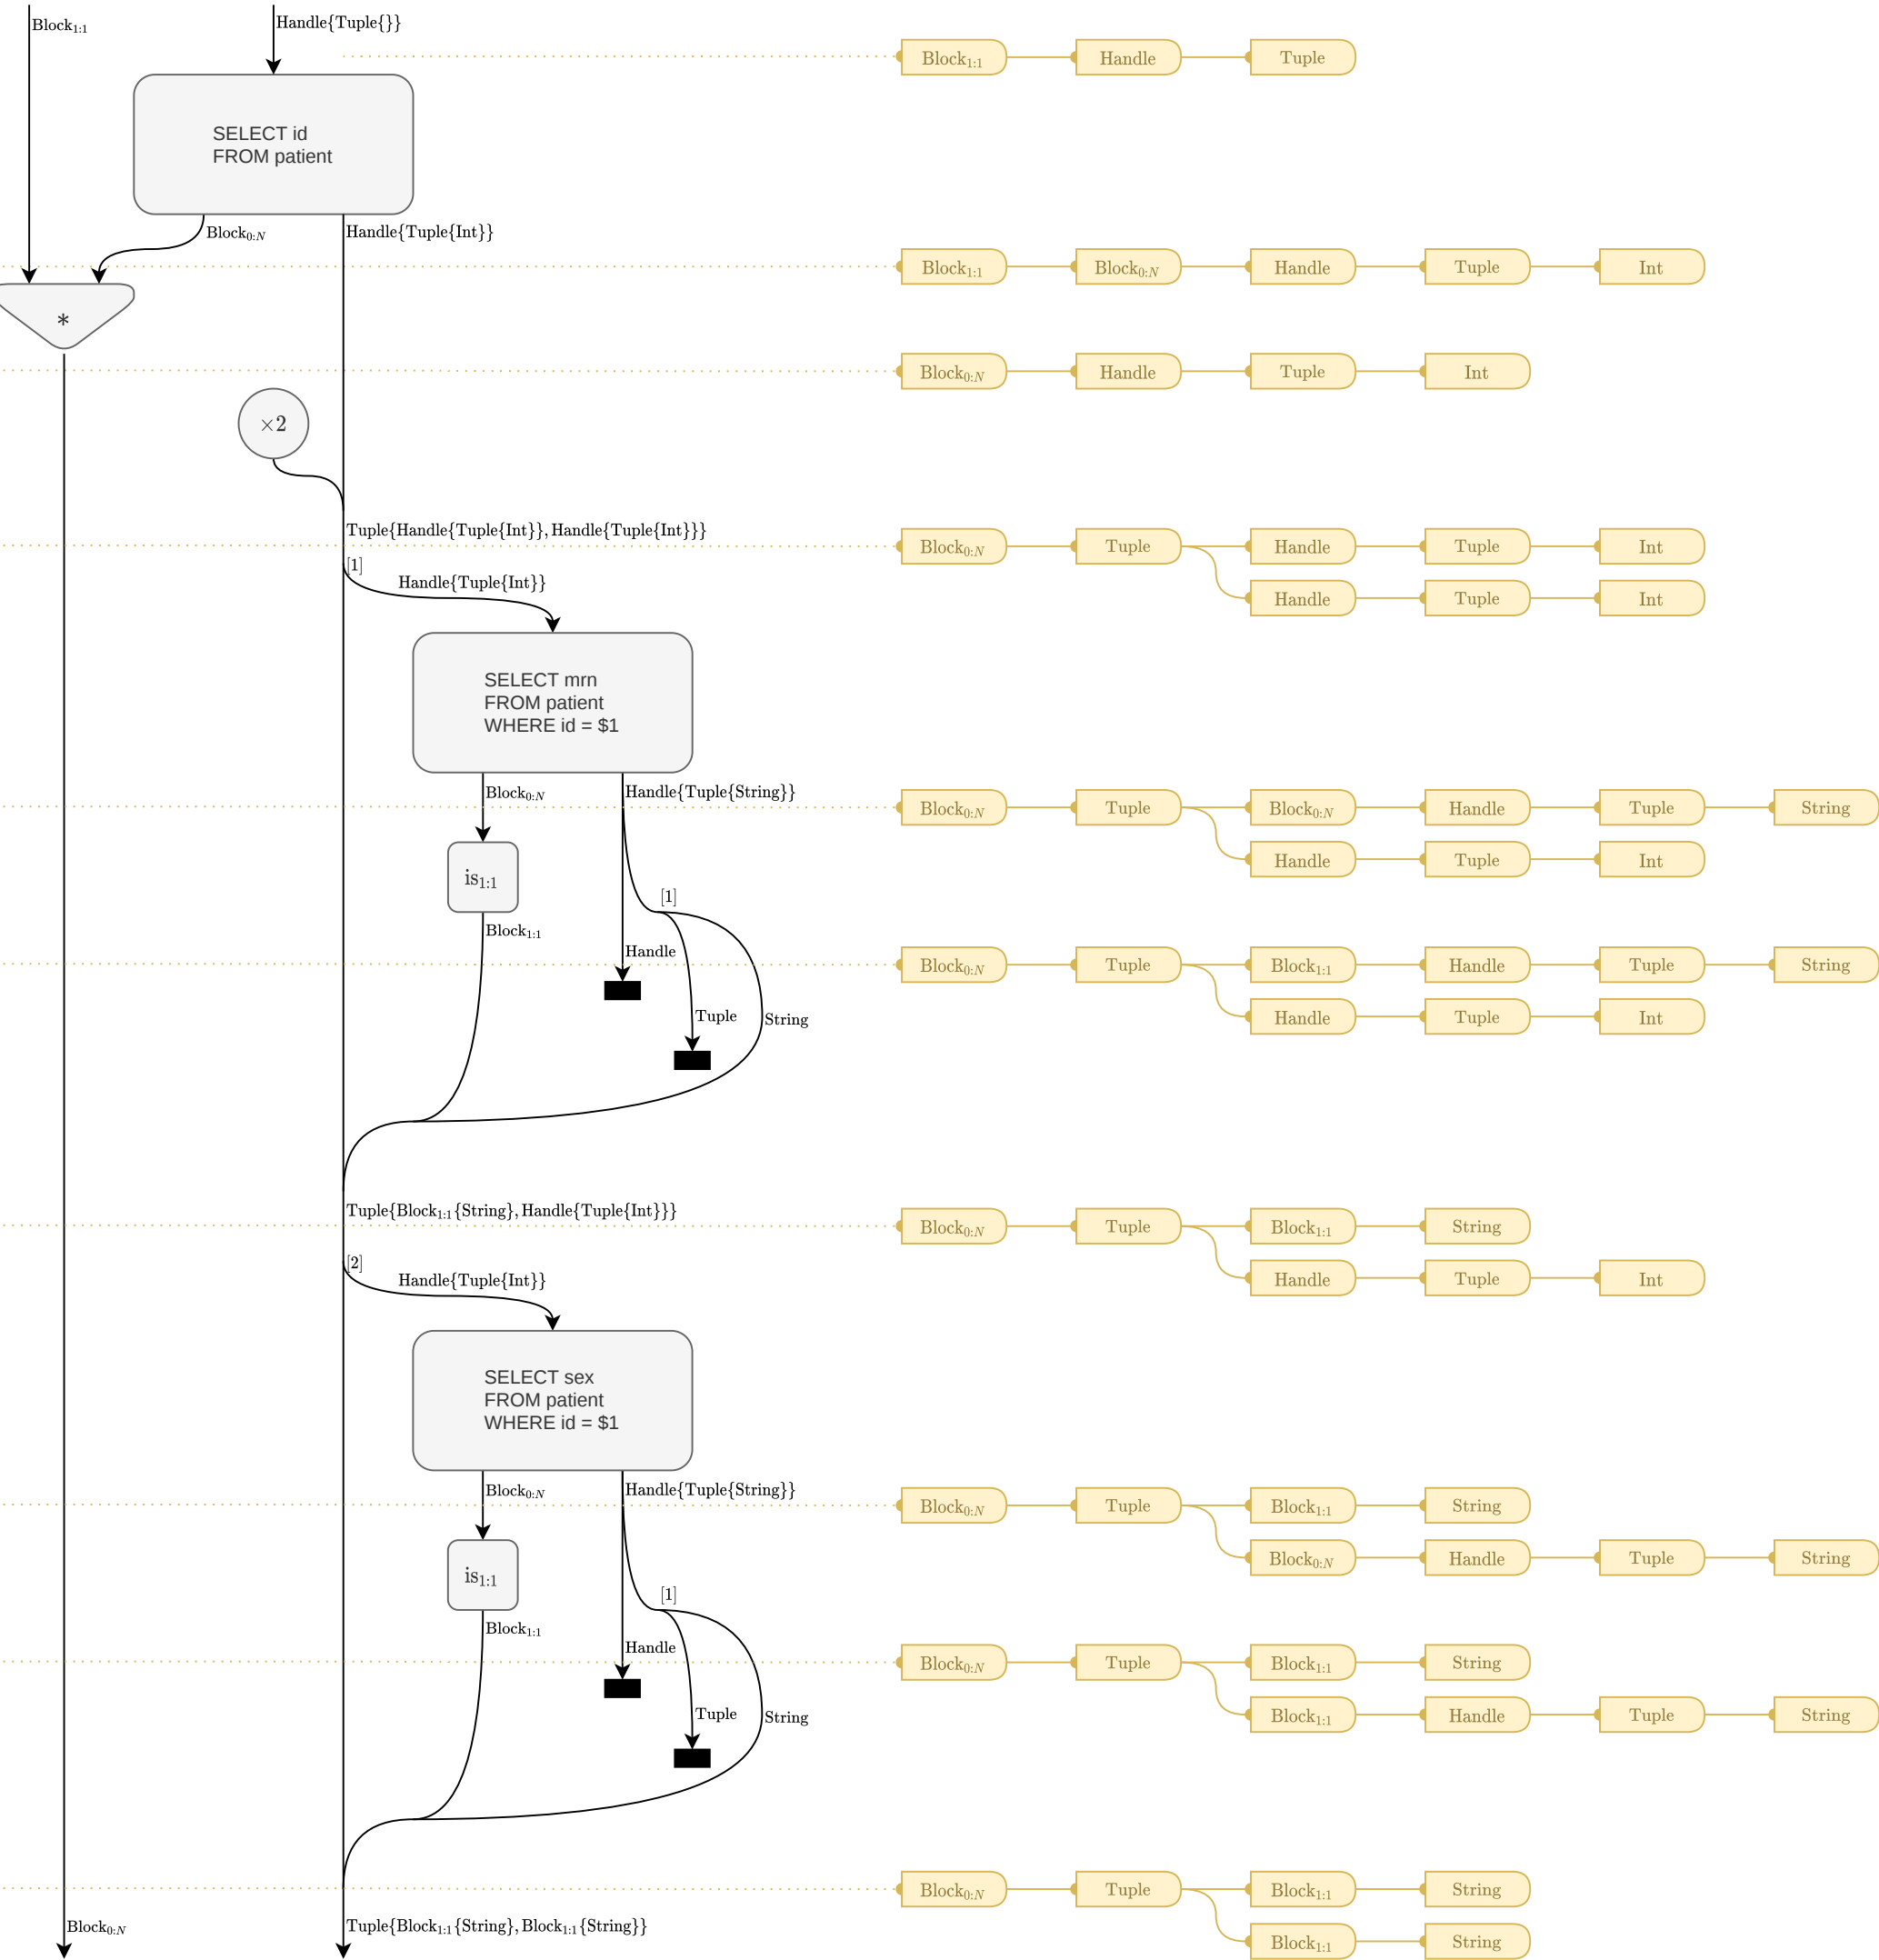 Block₁:₁
Handle{Tuple{}}
Block₁:₁ Handle Tuple
SELECT id
FROM patient
Block₀:N
Handle{Tuple{Int}}
Block₁:₁ Block₀:N Handle Tuple Int
*
Block₀:N Handle Tuple Int
×2
Tuple{Handle{Tuple{Int}}, Handle{Tuple{Int}}}
Block₀:N Tuple Handle Tuple Int
[1]
Handle{Tuple{Int}}
Handle Tuple Int
SELECT mrn
FROM patient
WHERE id = $1
Block₀:N
Handle{Tuple{String}}
Block₀:N Tuple Block₀:N Handle Tuple String
Handle Tuple Int
is₁:₁
[1]
Block₁:₁
Handle
Block₀:N Tuple Block₁:₁ Handle Tuple String
Tuple
String
Handle Tuple Int
Tuple{Block₁:₁{String}, Handle{Tuple{Int}}}
Block₀:N Tuple Block₁:₁ String
[2]
Handle{Tuple{Int}}
Handle Tuple Int
SELECT sex
FROM patient
WHERE id = $1
Block₀:N
Handle{Tuple{String}}
Block₀:N Tuple Block₁:₁ String
Block₀:N Handle Tuple String
is₁:₁
[1]
Block₁:₁
Handle
Block₀:N Tuple Block₁:₁ String
Tuple
String
Block₁:₁ Handle Tuple String
Block₀:N Tuple Block₁:₁ String
Block₀:N
Tuple{Block₁:₁{String}, Block₁:₁{String}}
Block₁:₁ String